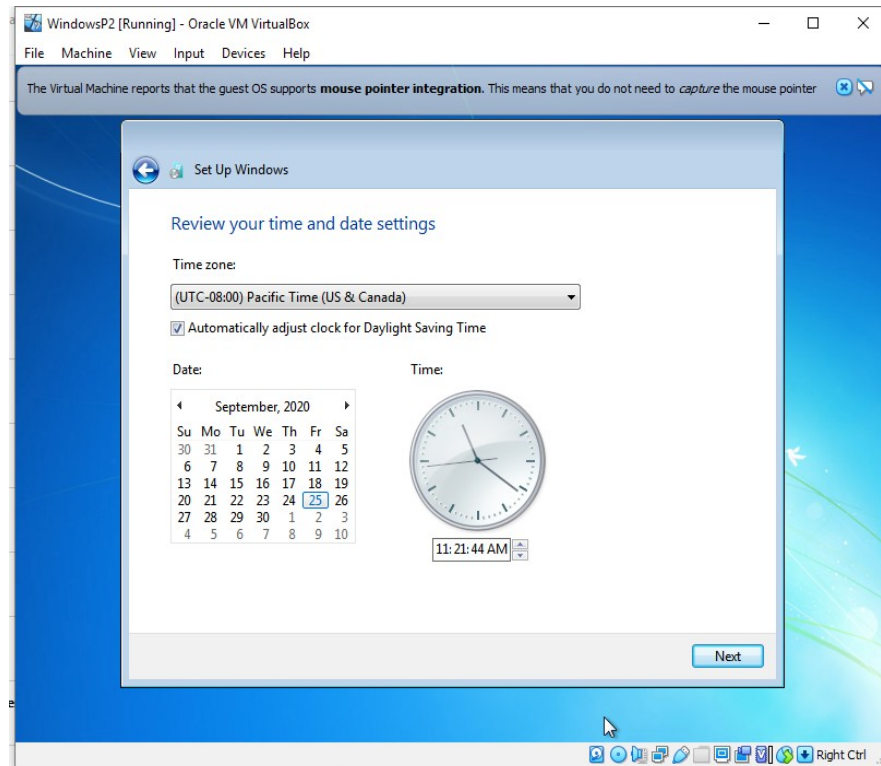 WindowsP2 [Running] - Oracle VM VirtualBox
File Machine View Input Devices Help
The Virtual Machine reports that the guest OS supports mouse pointer integration. This means that you do not need to capture the mouse pointer
Set Up Windows
Review your time and date settings
Time zone:
(UTC-08:00) Pacific Time (US & Canada)
Automatically adjust clock for Daylight Saving Time
Date:
Time:
September, 2020
Su Mo Tu We Th Fr Sa
30 31 1 2 3 4 5
6 7 8 9 10 11 12
13 14 15 16 17 18 19
20 21 22 23 24 25 26
27 28 29 30 1 2 3
4 5 6 7 8 9 10
11:21:44 AM
Next
Right Ctrl